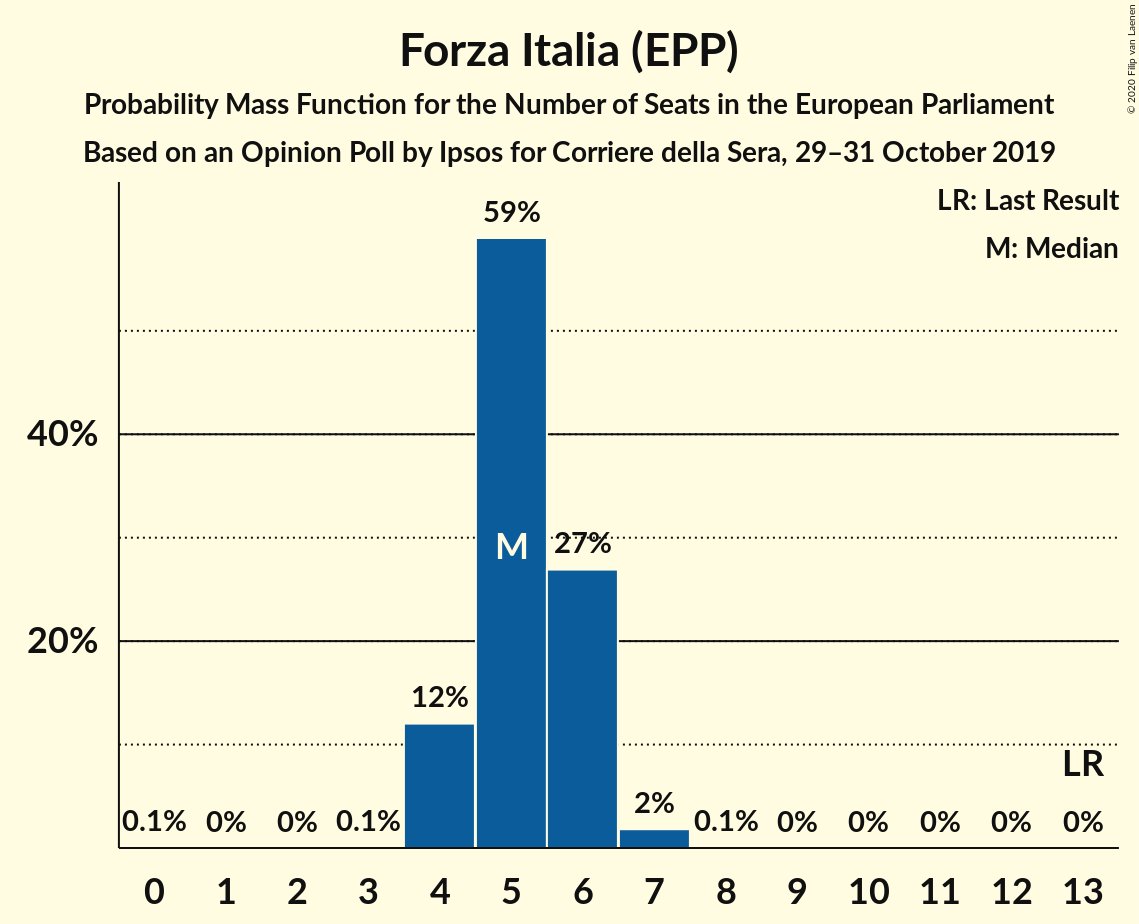 Forza Italia (EPP)
Probability Mass Function for the Number of Seats in the European Parliament
Based on an Opinion Poll by Ipsos for Corriere della Sera, 29–31 October 2019
© 2020 Filip van Laenen
LR: Last Result
M: Median
59%
40%
M
27%
20%
12%
LR
0.1% 0% 0% 0.1% 2% 0.1% 0% 0% 0% 0% 0%
0 1 2 3 4 5 6 7 8 9 10 11 12 13